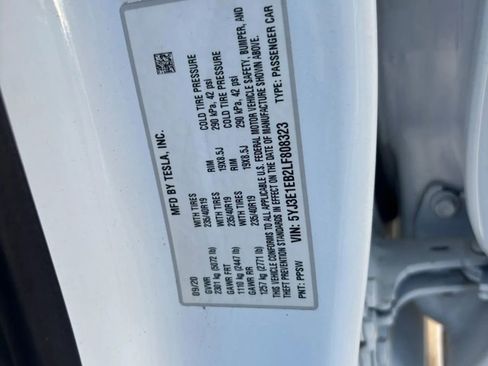 MFD BY TESLA, INC.
09/20
GVWR WITH TIRES RIM COLD TIRE PRESSURE
2301 kg (5072 lb) 235/40R19 19X8.5J 290 kPa, 42 psi
GAWR FRT WITH TIRES RIM COLD TIRE PRESSURE
1110 kg (2447 lb) 235/40R19 19X8.5J 290 kPa, 42 psi
GAWR RR
1257 kg (2771 lb)
THIS VEHICLE CONFORMS TO ALL APPLICABLE U.S. FEDERAL MOTOR VEHICLE SAFETY, BUMPER, AND
THEFT PREVENTION STANDARDS IN EFFECT ON THE DATE OF MANUFACTURE SHOWN ABOVE.
VIN: 5YJ3E1EB2LF808323 TYPE: PASSENGER CAR
PNT: PPSW